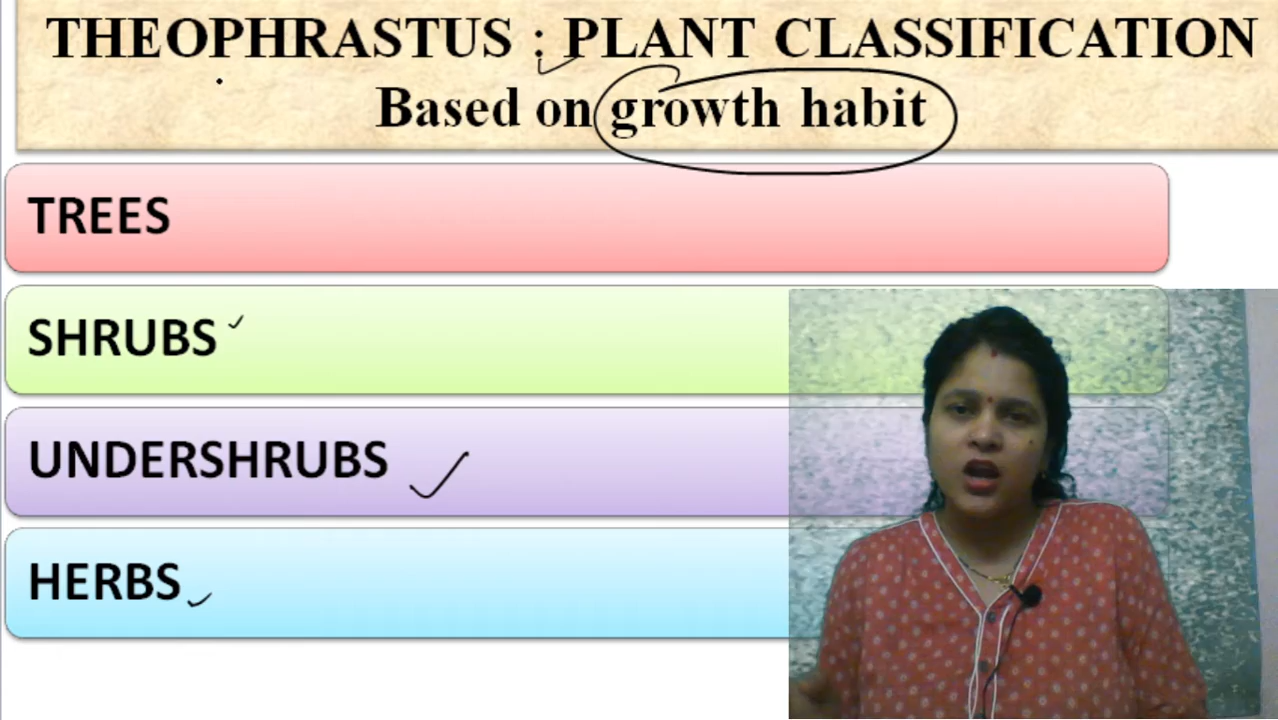 THEOPHRASTUS : PLANT CLASSIFICATION
Based on growth habit
TREES
SHRUBS
UNDERSHRUBS
HERBS